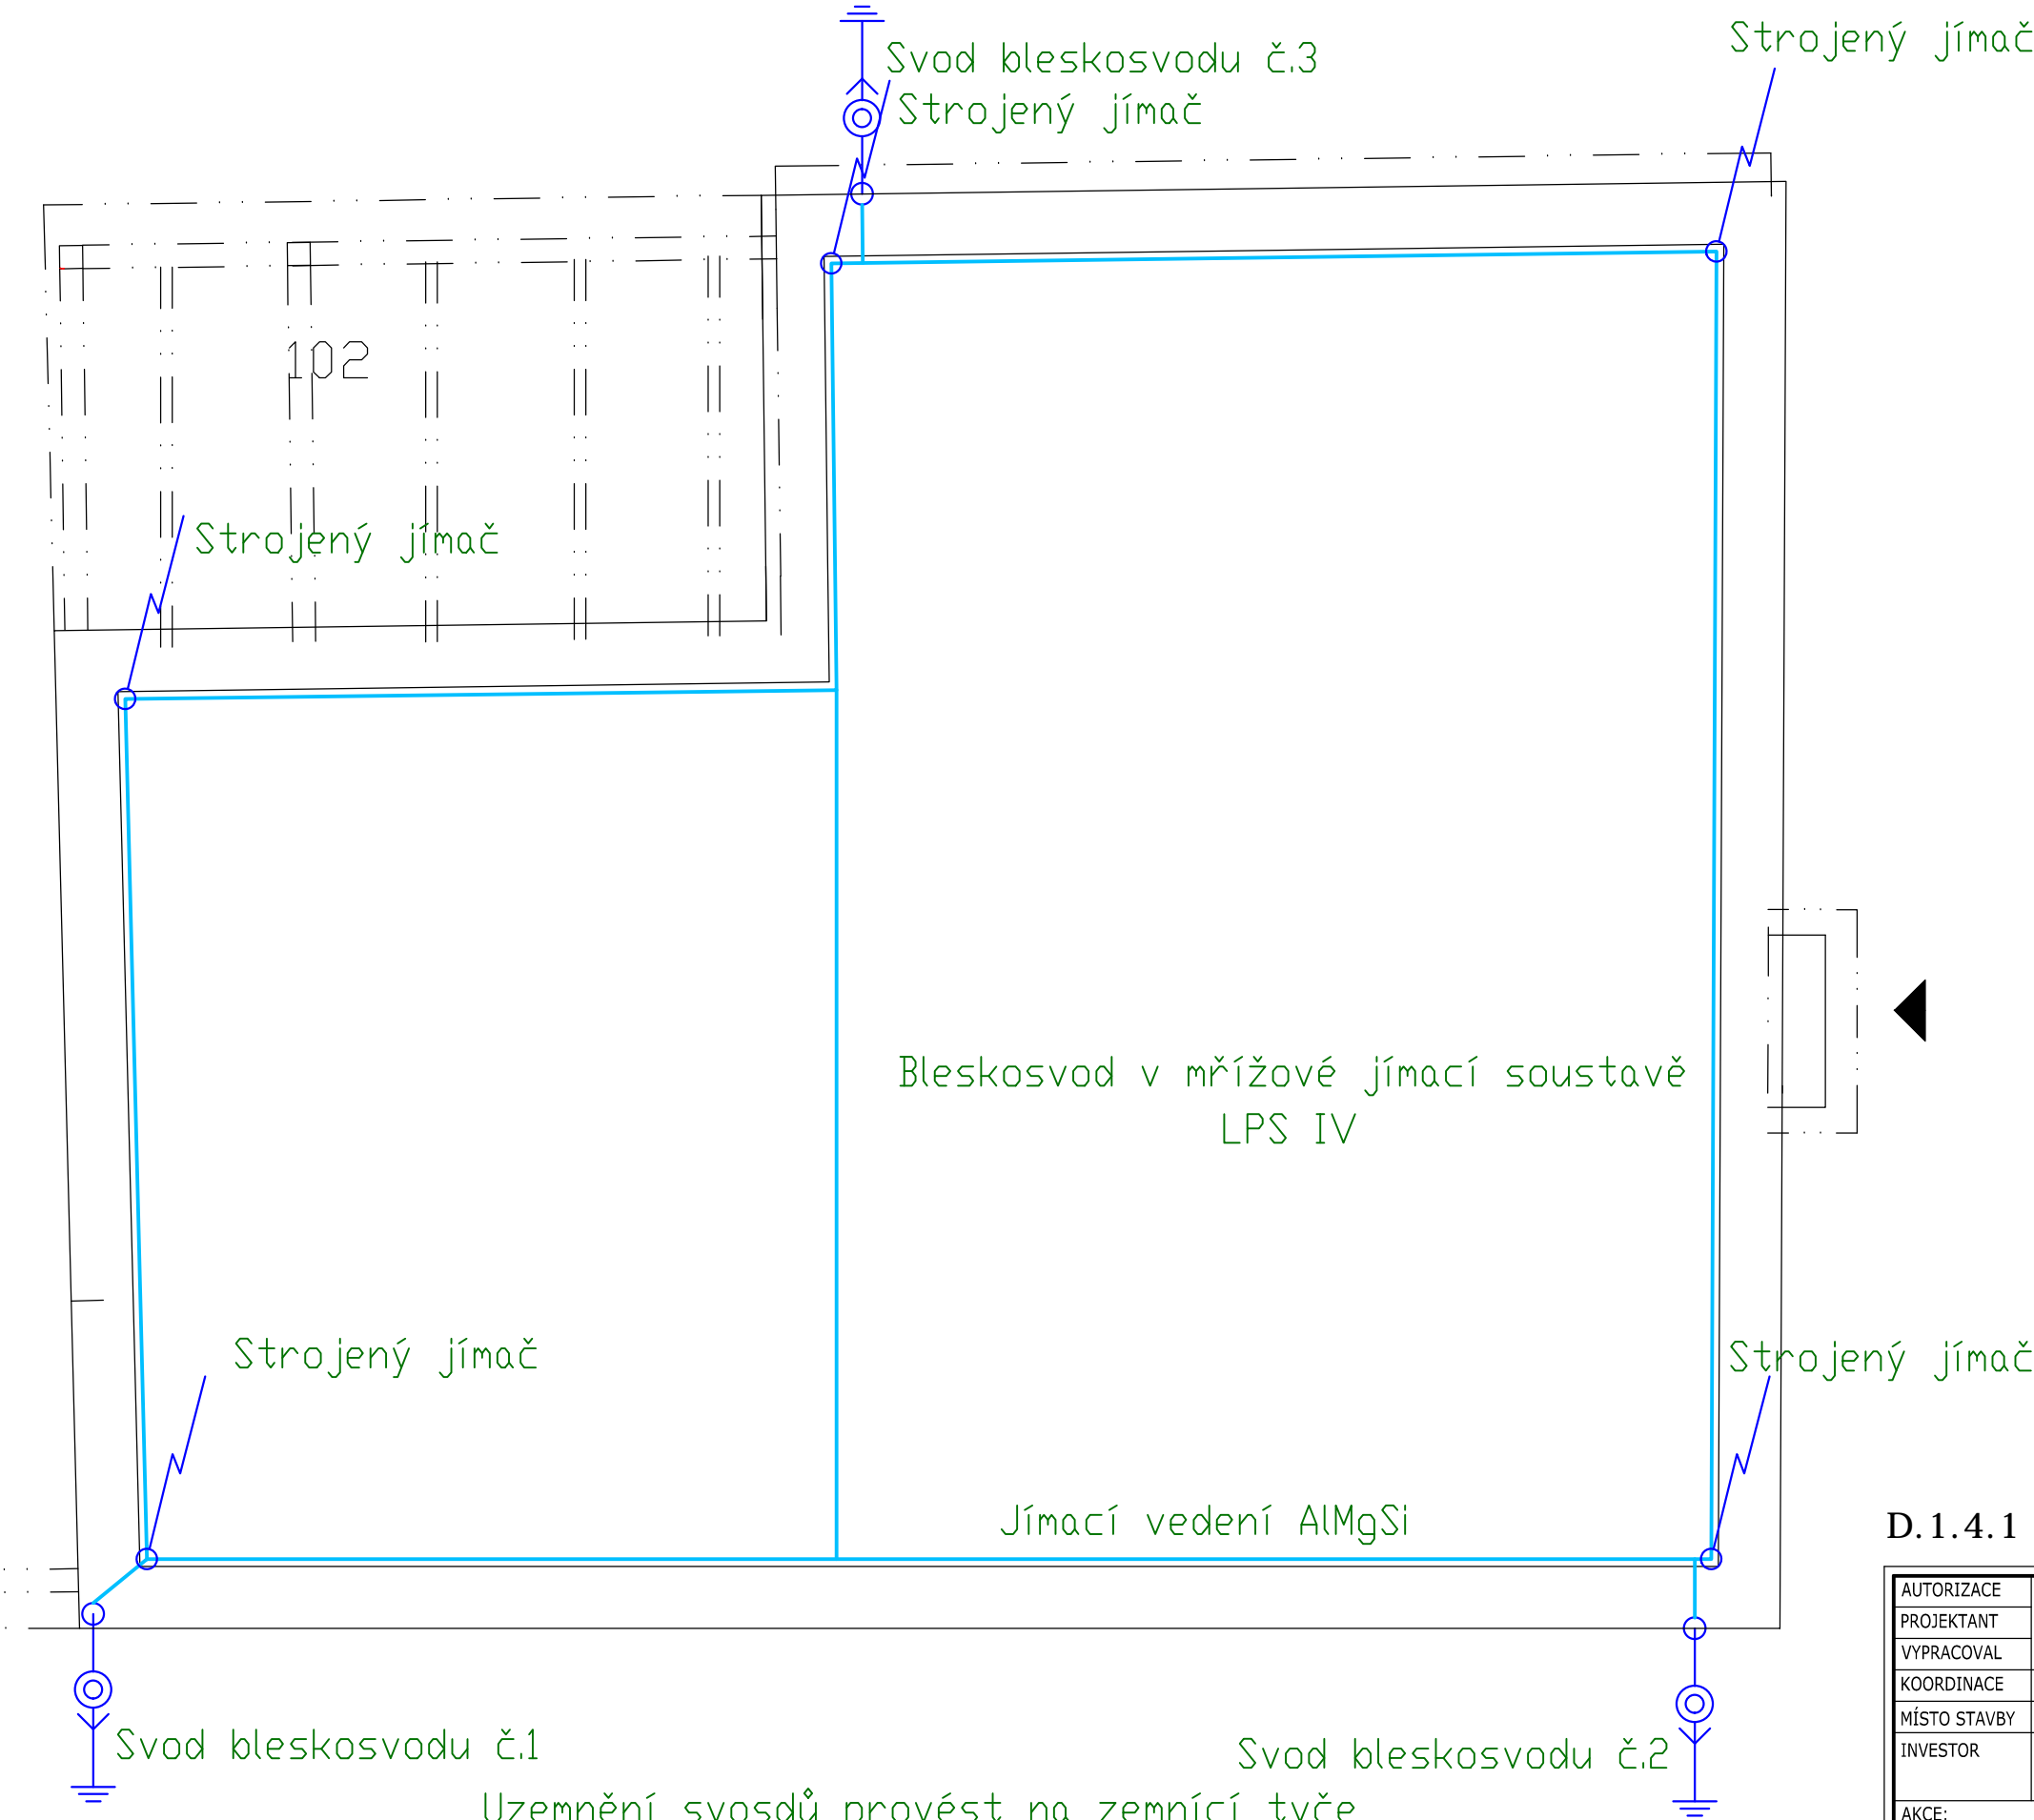 Strojený jímač
Svod bleskosvodu č.3
Strojený jímač
102
Strojený jímač
Bleskosvod v mřížové jímací soustavě
LPS IV
Strojený jímač
Strojený jímač
Jímací vedení AlMgSi
D.1.4.1
AUTORIZACE
PROJEKTANT
VYPRACOVAL
KOORDINACE
MÍSTO STAVBY
INVESTOR
AKCE:
Svod bleskosvodu č.1
Svod bleskosvodu č.2
Uzemnění svosdů provést na zemnící tyče